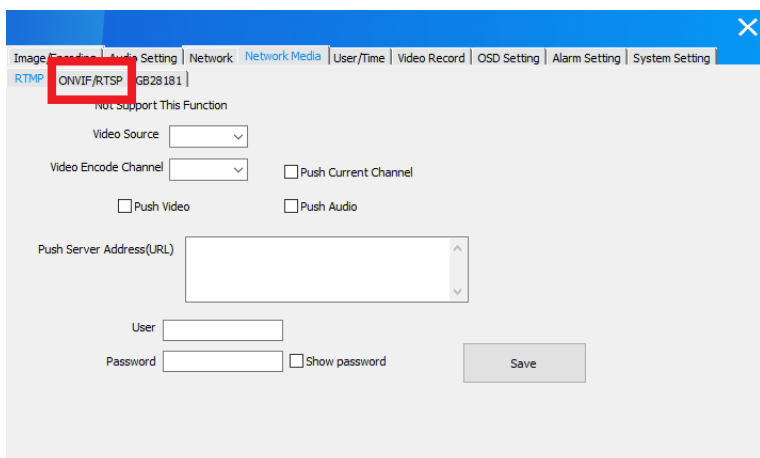 Image/Encoding Audio Setting Network Network Media User/Time Video Record OSD Setting Alarm Setting System Setting
RTMP ONVIF/RTSP GB28181
Not Support This Function
Video Source
Video Encode Channel Push Current Channel
Push Video Push Audio
Push Server Address(URL)
User
Password Show password Save